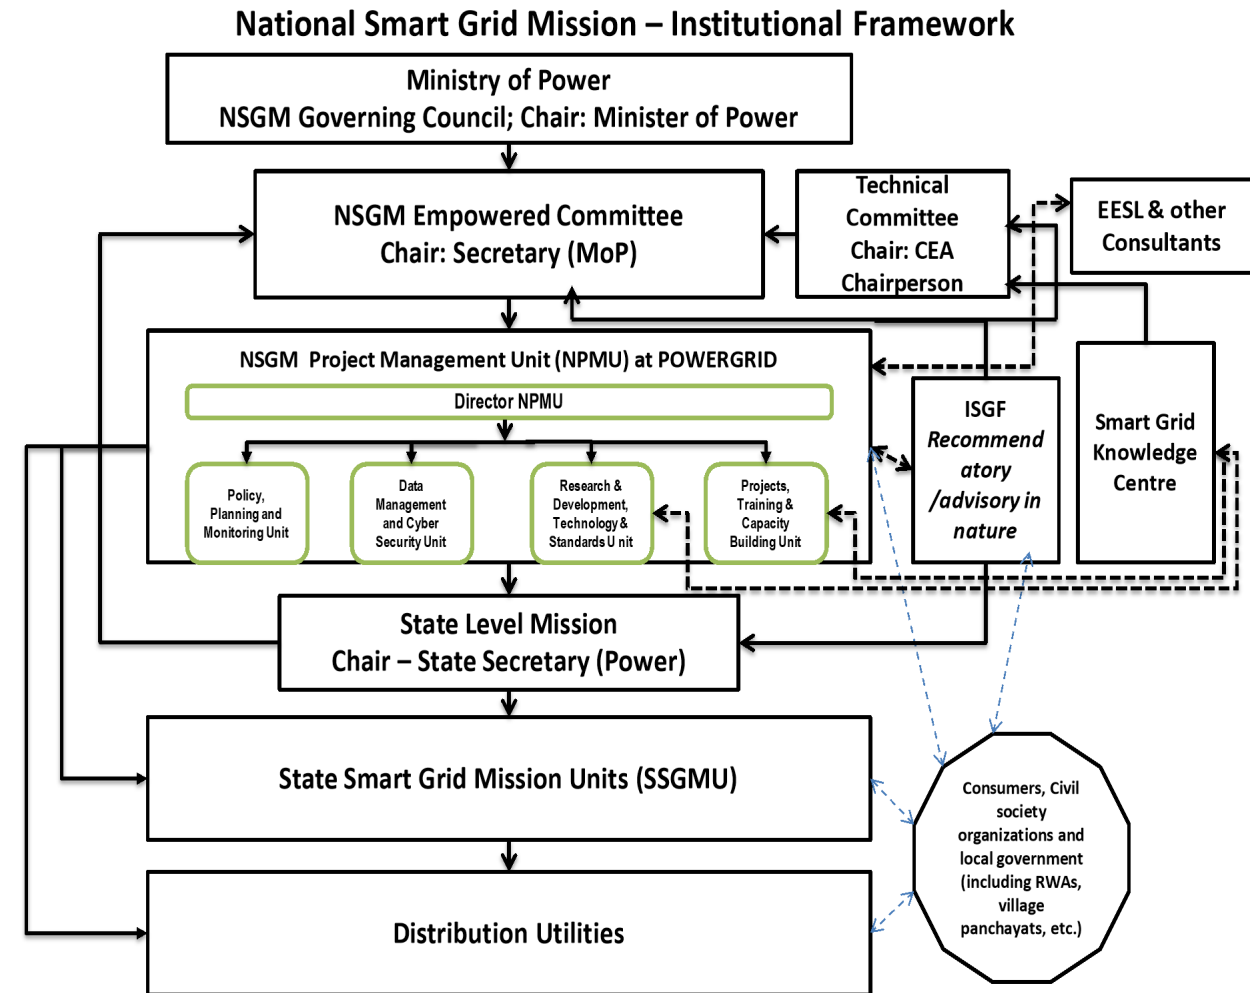 National Smart Grid Mission – Institutional Framework
Ministry of Power
NSGM Governing Council; Chair: Minister of Power
NSGM Empowered Committee
Chair: Secretary (MoP)
Technical
Committee
Chair: CEA
Chairperson
EESL & other
Consultants
NSGM  Project Management Unit (NPMU) at POWERGRID
Director NPMU
Policy,
Planning and
Monitoring Unit
Data
Management
and Cyber
Security Unit
Research &
Development,
Technology &
Standards U nit
Projects,
Training &
Capacity
Building Unit
ISGF
Recommend
atory
/advisory in
nature
Smart Grid
Knowledge
Centre
State Level Mission
Chair – State Secretary (Power)
State Smart Grid Mission Units (SSGMU)
Consumers, Civil
society
organizations and
local government
(including RWAs,
village
panchayats, etc.)
Distribution Utilities